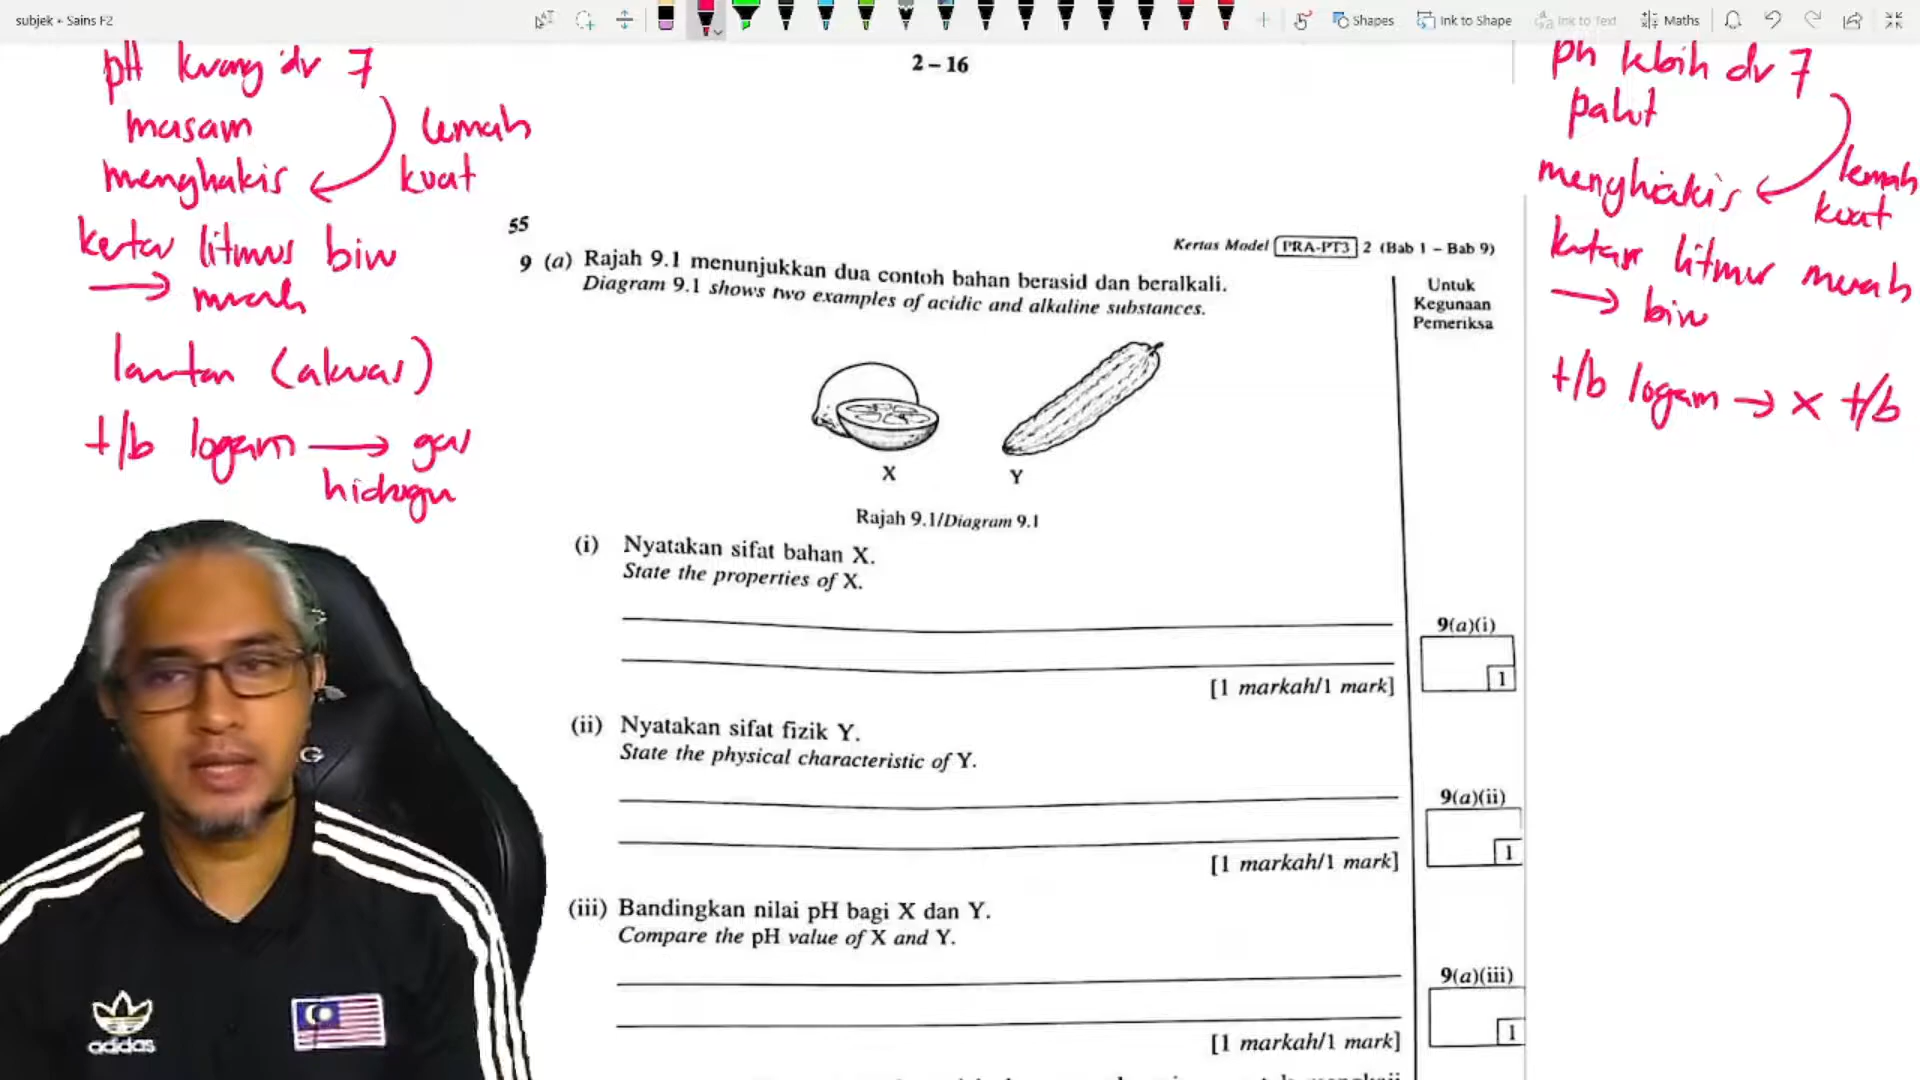 subjek • Sains F2
Shapes
Ink to Shape
Ink to Text
Maths
pH kurang dr 7
masam
menghakis
lemah
kuat
kertas litmus biru
→ merah
larutan (akuas)
t/b logam → gas
hidrogen
2 – 16
55
Kertas Model PRA-PT3 2 (Bab 1 – Bab 9)
9 (a) Rajah 9.1 menunjukkan dua contoh bahan berasid dan beralkali.
Diagram 9.1 shows two examples of acidic and alkaline substances.
Untuk
Kegunaan
Pemeriksa
X
Y
Rajah 9.1/Diagram 9.1
(i) Nyatakan sifat bahan X.
State the properties of X.
9(a)(i)
1
[1 markah/1 mark]
(ii) Nyatakan sifat fizik Y.
State the physical characteristic of Y.
9(a)(ii)
1
[1 markah/1 mark]
(iii) Bandingkan nilai pH bagi X dan Y.
Compare the pH value of X and Y.
9(a)(iii)
1
[1 markah/1 mark]
ph lebih dr 7
pahit
menghakis
lemah
kuat
kertas litmus merah
→ biru
t/b logam → X t/b
G
adidas